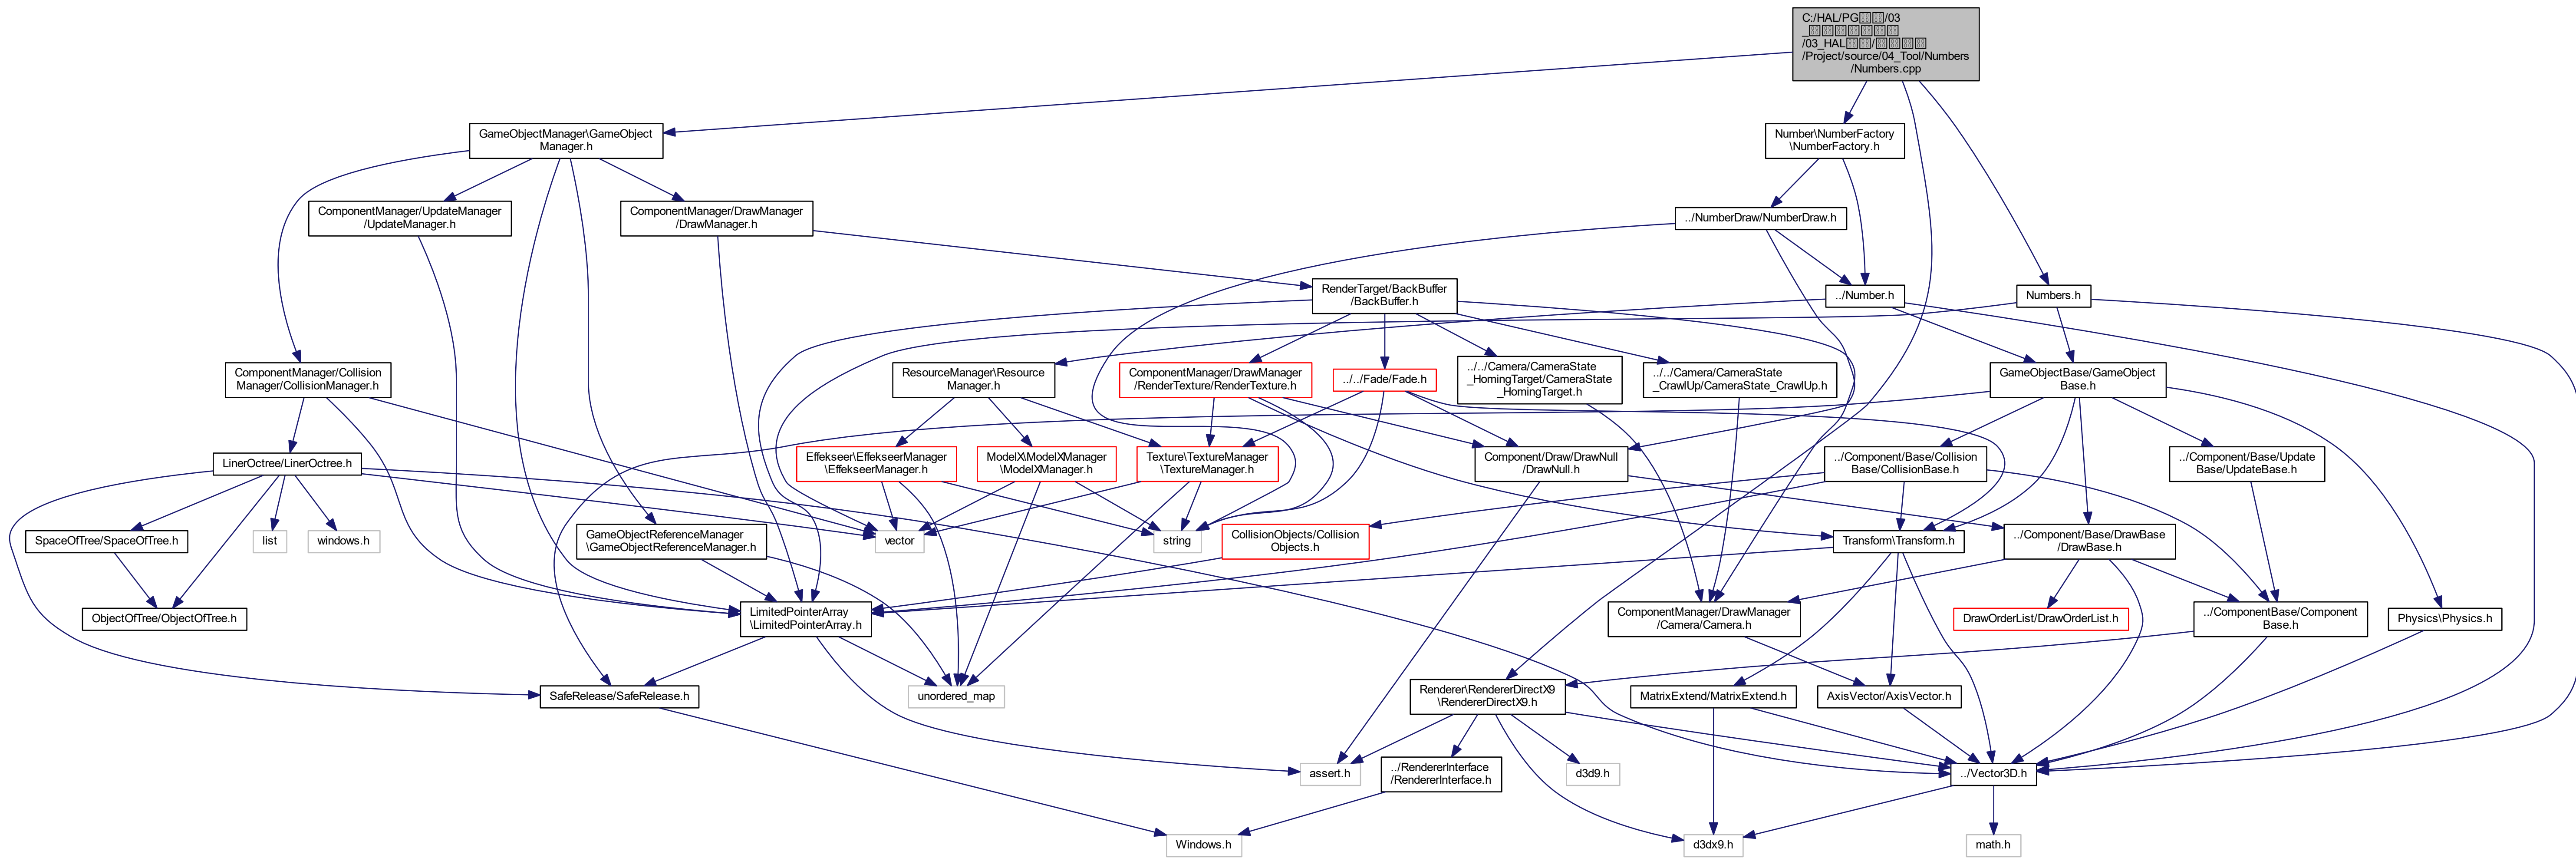 C:/HAL/PG/03
_
/03_HAL/
/Project/source/04_Tool/Numbers
/Numbers.cpp
GameObjectManager\GameObject
Manager.h
Number\NumberFactory
\NumberFactory.h
ComponentManager/UpdateManager
/UpdateManager.h
ComponentManager/DrawManager
/DrawManager.h
../NumberDraw/NumberDraw.h
RenderTarget/BackBuffer
/BackBuffer.h
../Number.h
Numbers.h
ComponentManager/Collision
Manager/CollisionManager.h
ResourceManager\Resource
Manager.h
ComponentManager/DrawManager
/RenderTexture/RenderTexture.h
../../Fade/Fade.h
../../Camera/CameraState
_HomingTarget/CameraState
_HomingTarget.h
../../Camera/CameraState
_CrawlUp/CameraState_CrawlUp.h
GameObjectBase/GameObject
Base.h
LinerOctree/LinerOctree.h
Effekseer\EffekseerManager
\EffekseerManager.h
ModelX\ModelXManager
\ModelXManager.h
Texture\TextureManager
\TextureManager.h
Component/Draw/DrawNull
/DrawNull.h
../Component/Base/Collision
Base/CollisionBase.h
../Component/Base/Update
Base/UpdateBase.h
SpaceOfTree/SpaceOfTree.h
list
windows.h
GameObjectReferenceManager
\GameObjectReferenceManager.h
vector
string
CollisionObjects/Collision
Objects.h
Transform\Transform.h
../Component/Base/DrawBase
/DrawBase.h
ObjectOfTree/ObjectOfTree.h
LimitedPointerArray
\LimitedPointerArray.h
ComponentManager/DrawManager
/Camera/Camera.h
DrawOrderList/DrawOrderList.h
../ComponentBase/Component
Base.h
Physics\Physics.h
SafeRelease/SafeRelease.h
unordered_map
Renderer\RendererDirectX9
\RendererDirectX9.h
MatrixExtend/MatrixExtend.h
AxisVector/AxisVector.h
assert.h
../RendererInterface
/RendererInterface.h
d3d9.h
../Vector3D.h
Windows.h
d3dx9.h
math.h